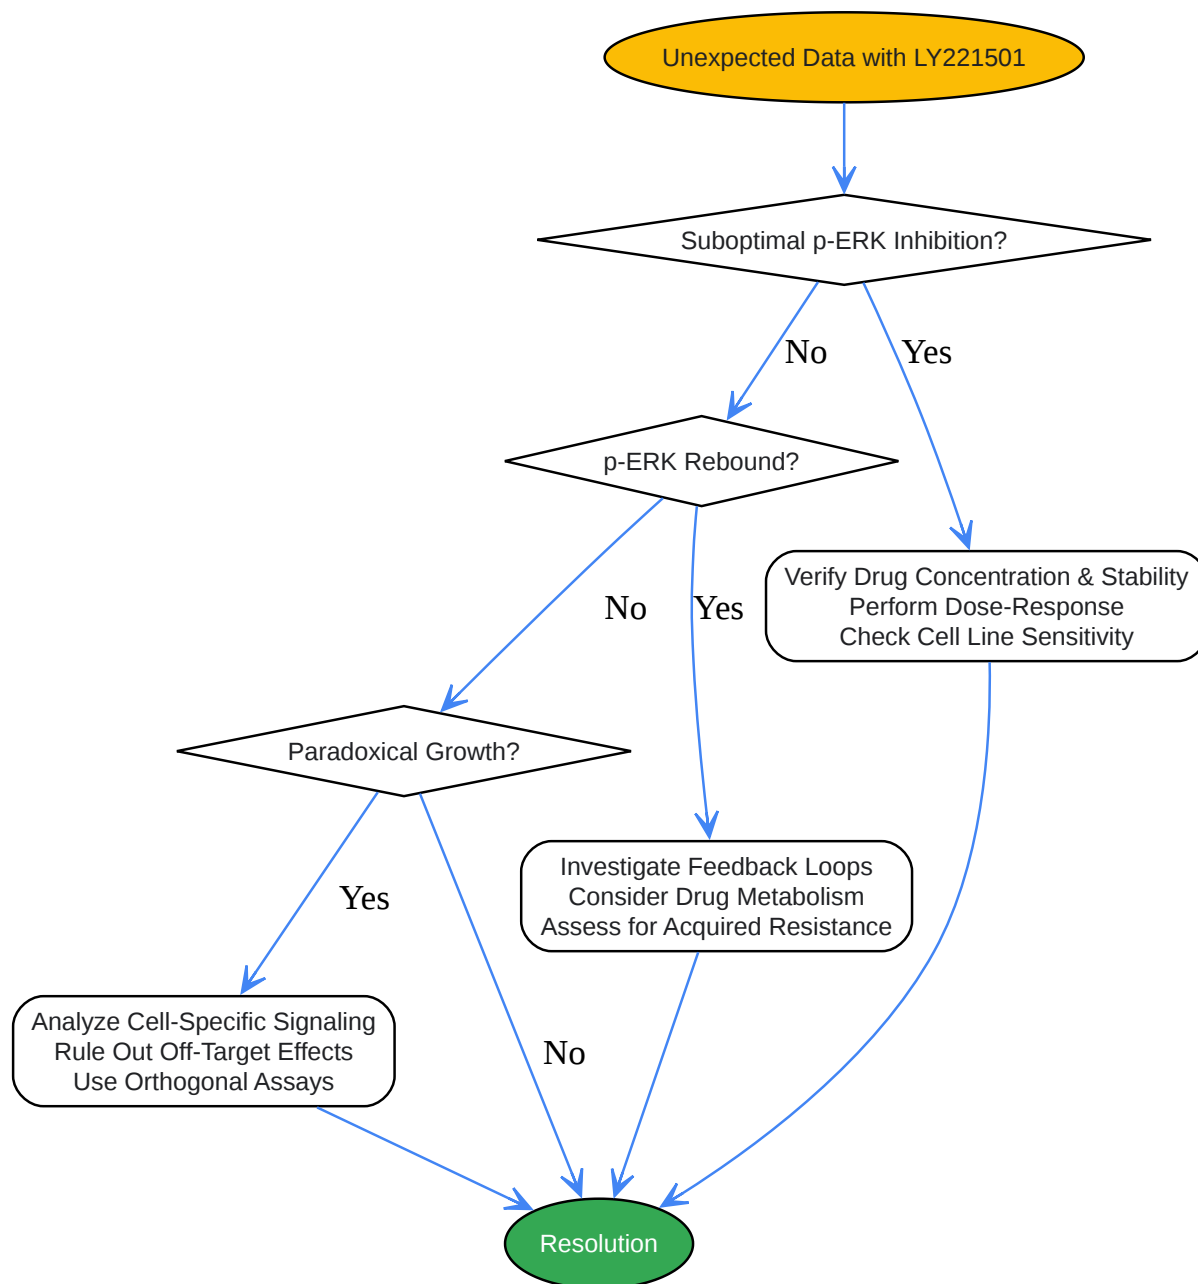 Unexpected Data with LY221501
Suboptimal p-ERK Inhibition?
No
Yes
p-ERK Rebound?
Verify Drug Concentration & Stability
Perform Dose-Response
Check Cell Line Sensitivity
No
Yes
Paradoxical Growth?
Investigate Feedback Loops
Consider Drug Metabolism
Assess for Acquired Resistance
Yes
Analyze Cell-Specific Signaling
Rule Out Off-Target Effects
Use Orthogonal Assays
No
Resolution